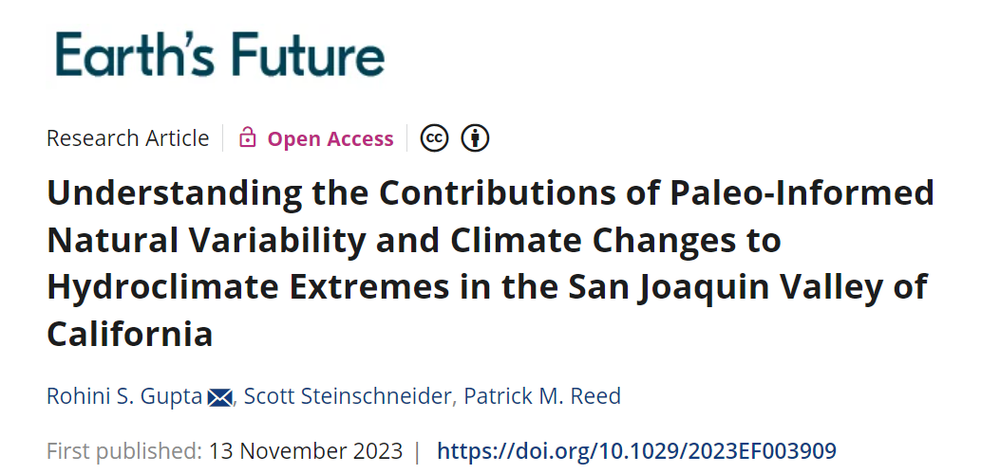 Earth's Future
Research Article | Open Access | cc
Understanding the Contributions of Paleo-Informed
Natural Variability and Climate Changes to
Hydroclimate Extremes in the San Joaquin Valley of
California
Rohini S. Gupta, Scott Steinschneider, Patrick M. Reed
First published: 13 November 2023 | https://doi.org/10.1029/2023EF003909